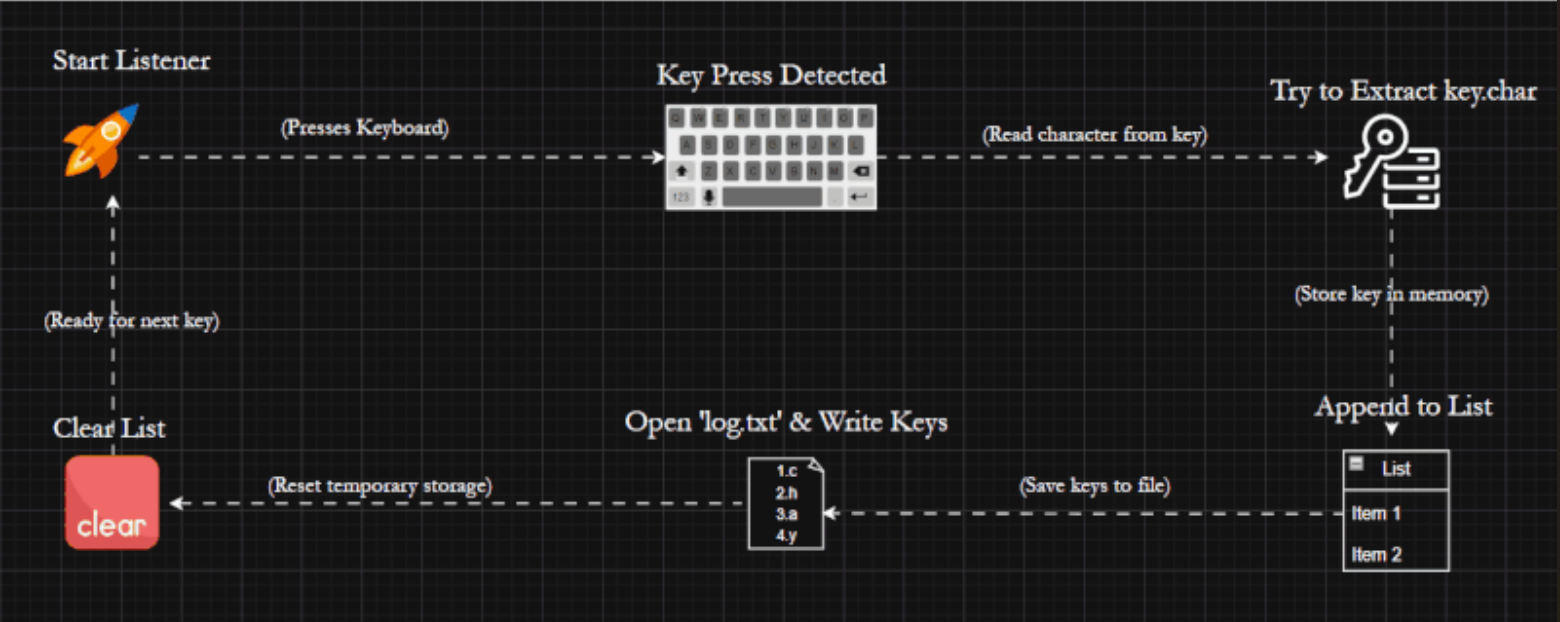 Start Listener
Key Press Detected
Try to Extract key.char
(Presses Keyboard)
(Read character from key)
Q W E R T Y U I O P
A S D F G H J K L
Z X C V B N M
123
.
(Store key in memory)
(Ready for next key)
Append to List
Open 'log.txt' & Write Keys
Clear List
List
Item 1
Item 2
(Save keys to file)
1.c
2.h
3.a
4.y
(Reset temporary storage)
clear